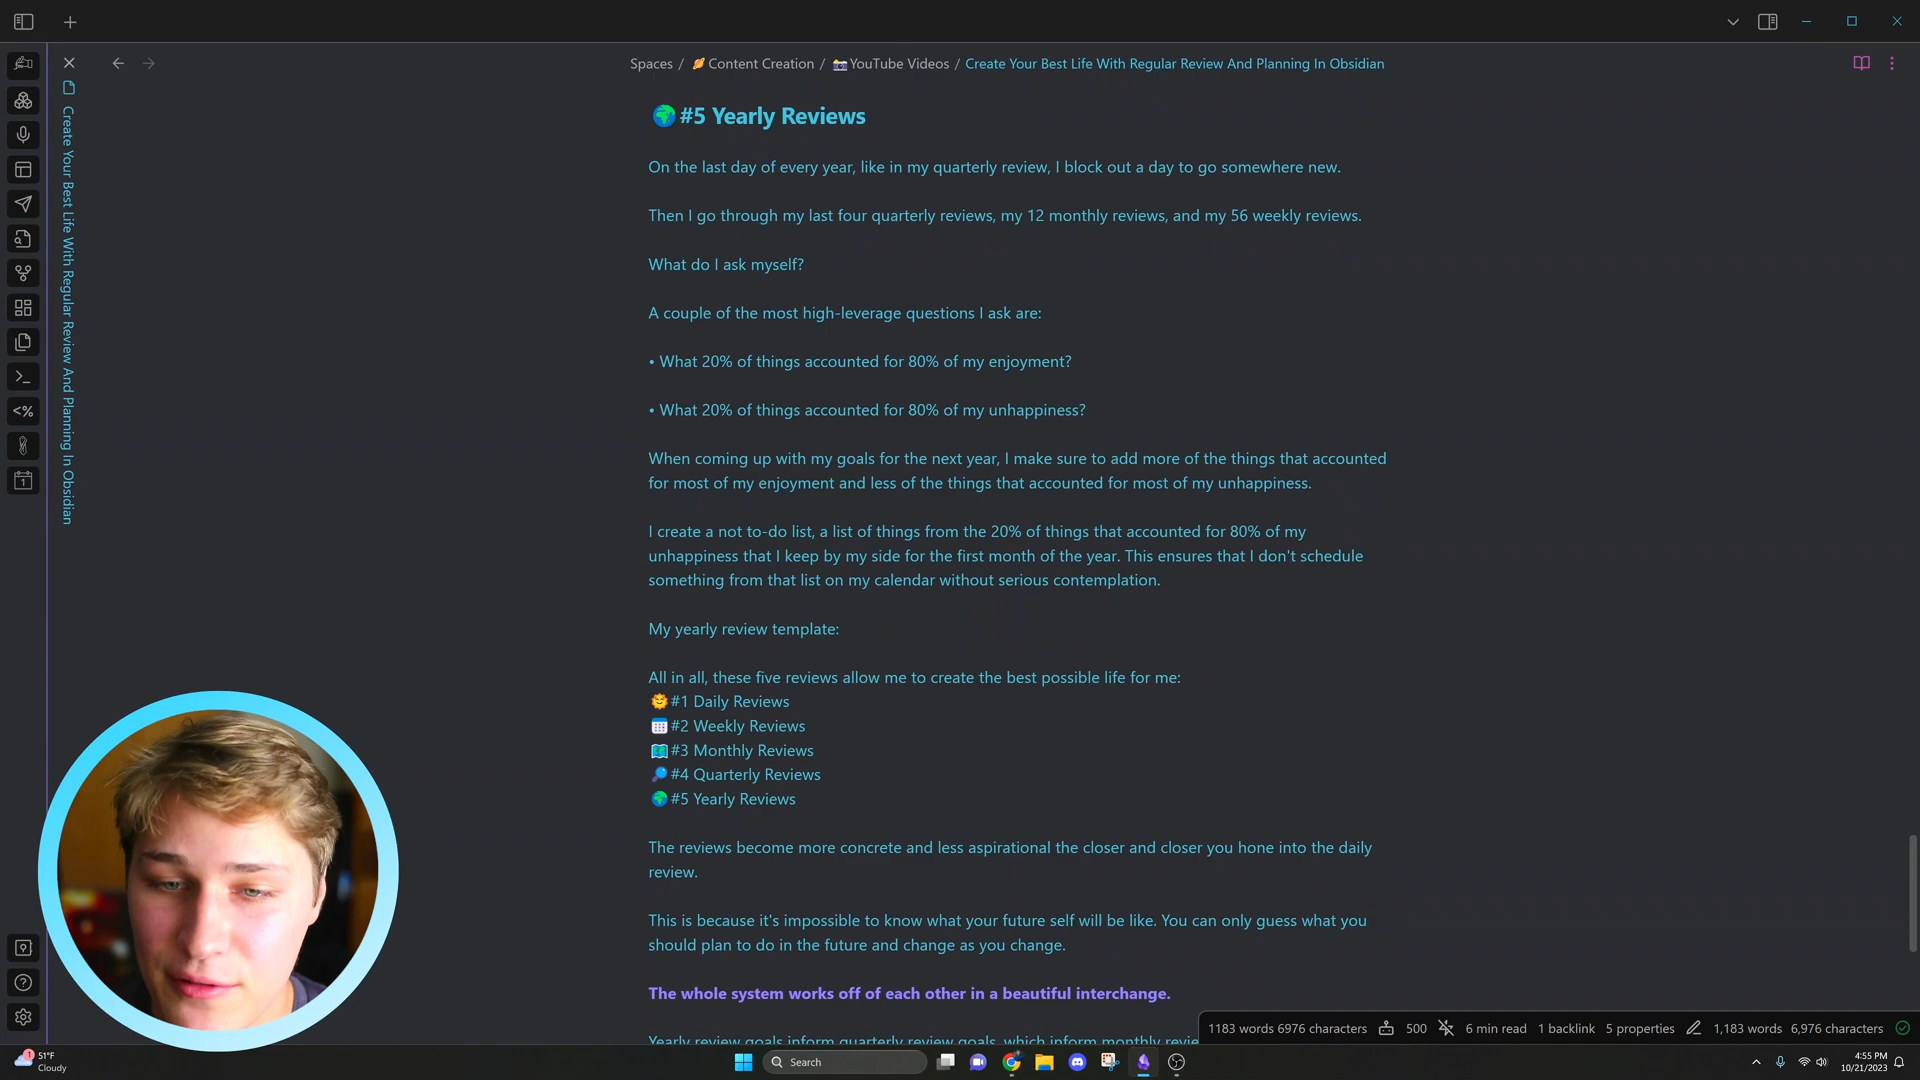 Spaces / 🪐 Content Creation / 📷 YouTube Videos / Create Your Best Life With Regular Review And Planning In Obsidian
Create Your Best Life With Regular Review And Planning In Obsidian
🌍 #5 Yearly Reviews
On the last day of every year, like in my quarterly review, I block out a day to go somewhere new.
Then I go through my last four quarterly reviews, my 12 monthly reviews, and my 56 weekly reviews.
What do I ask myself?
A couple of the most high-leverage questions I ask are:
• What 20% of things accounted for 80% of my enjoyment?
• What 20% of things accounted for 80% of my unhappiness?
When coming up with my goals for the next year, I make sure to add more of the things that accounted
for most of my enjoyment and less of the things that accounted for most of my unhappiness.
I create a not to-do list, a list of things from the 20% of things that accounted for 80% of my
unhappiness that I keep by my side for the first month of the year. This ensures that I don't schedule
something from that list on my calendar without serious contemplation.
My yearly review template:
All in all, these five reviews allow me to create the best possible life for me:
🌞 #1 Daily Reviews
📅 #2 Weekly Reviews
🗺️ #3 Monthly Reviews
🔎 #4 Quarterly Reviews
🌍 #5 Yearly Reviews
The reviews become more concrete and less aspirational the closer and closer you hone into the daily
review.
This is because it's impossible to know what your future self will be like. You can only guess what you
should plan to do in the future and change as you change.
The whole system works off of each other in a beautiful interchange.
Yearly review goals inform quarterly review goals, which inform monthly revie
1183 words 6976 characters 500 6 min read 1 backlink 5 properties 1,183 words 6,976 characters
<%
1
1
51°F
Cloudy
Search
4:55 PM
10/21/2023